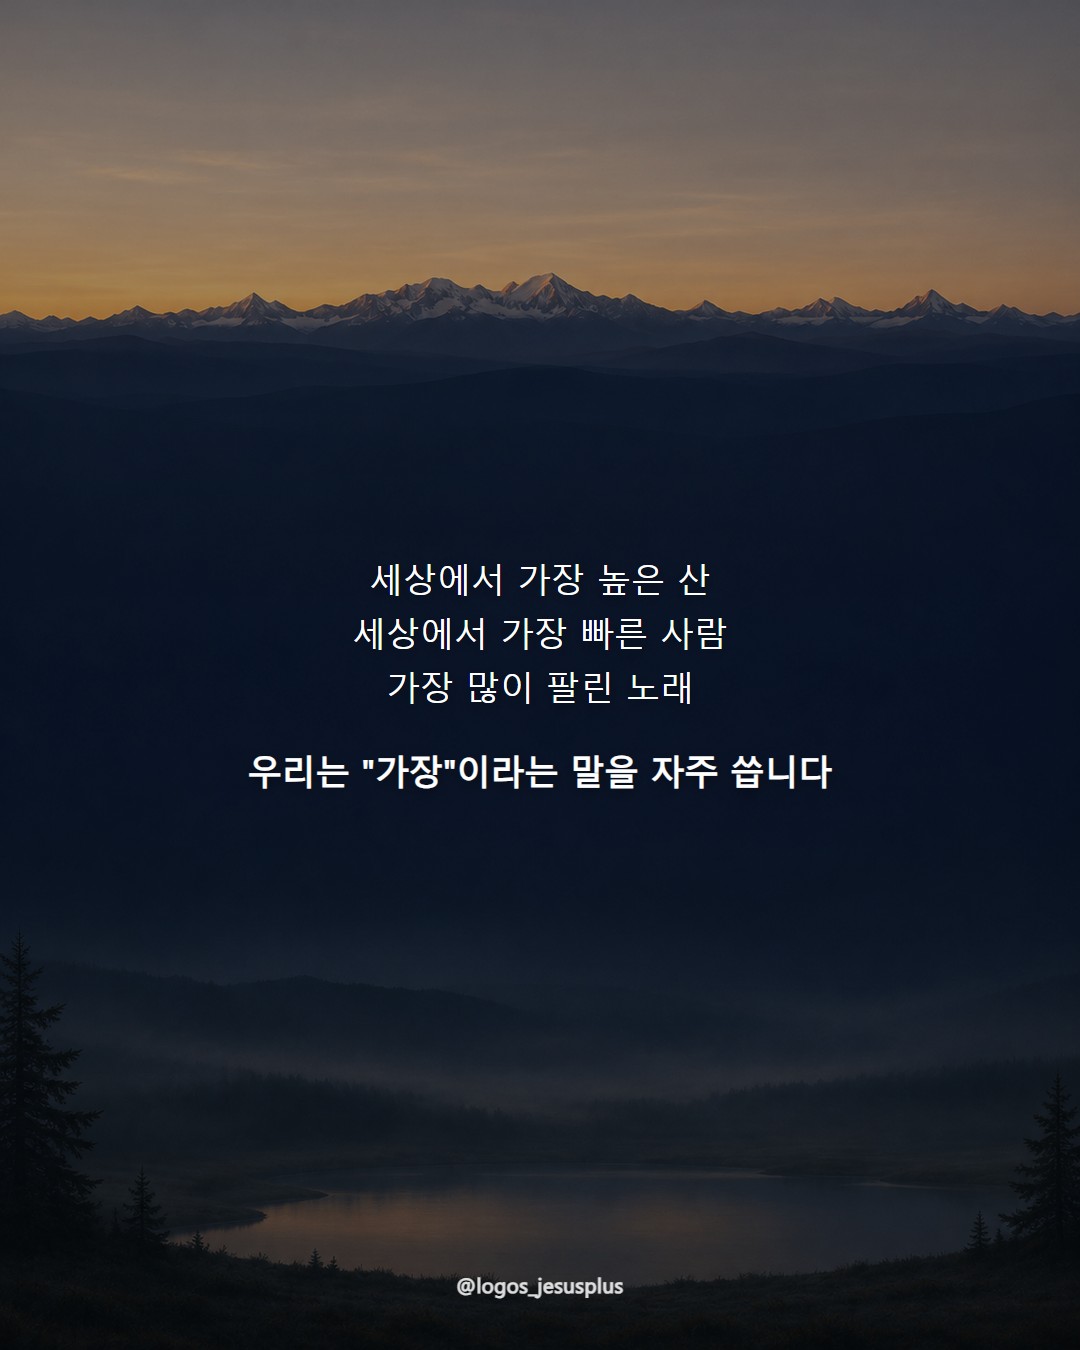 세상에서 가장 높은 산
세상에서 가장 빠른 사람
가장 많이 팔린 노래
우리는 "가장"이라는 말을 자주 씁니다
@logos_jesusplus